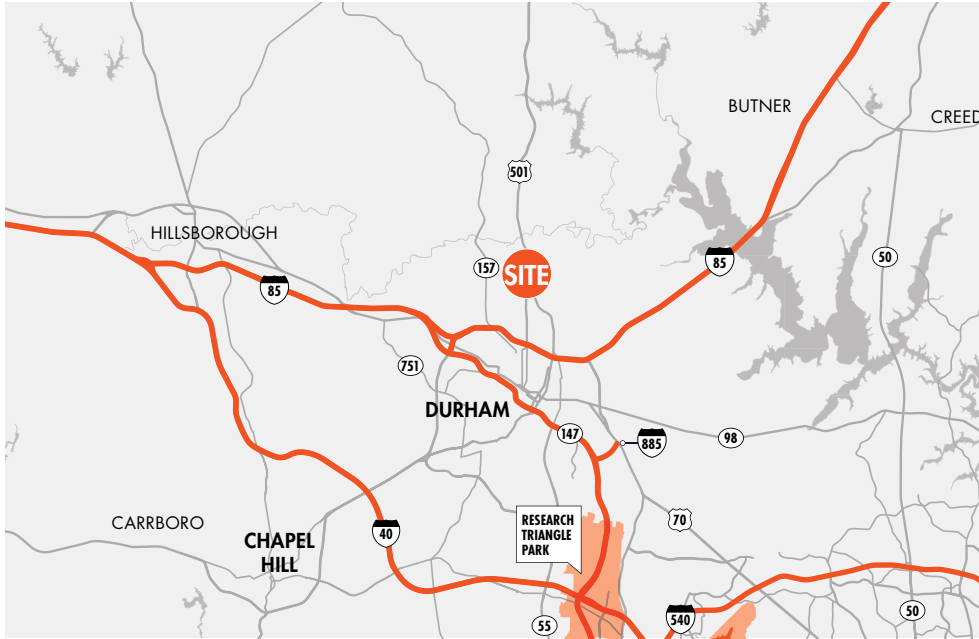 BUTNER
CREED
501
HILLSBOROUGH
157
SITE
85
50
85
751
DURHAM
147
885
98
CARRBORO
CHAPEL
HILL
40
RESEARCH
TRIANGLE
PARK
70
55
540
50